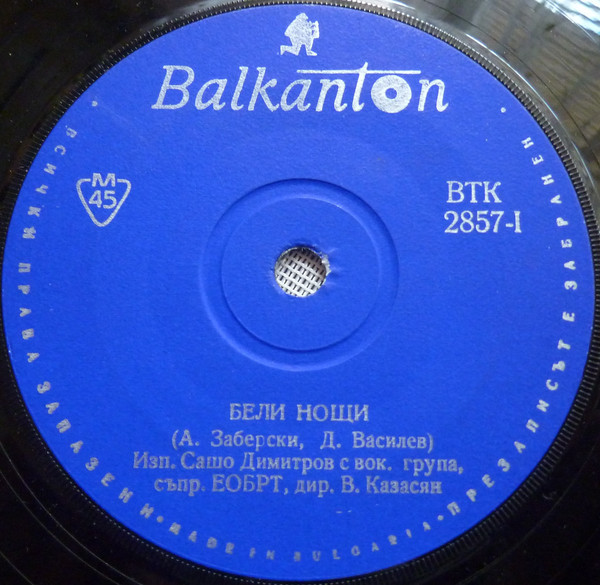 Balkanton
М
45
ВТК
2857-I
БЕЛИ НОЩИ
(А. Заберски, Д. Василев)
Изп. Сашо Димитров с вок. група,
съпр. ЕОБРТ, дир. В. Казасян
• ВСИЧКИ ПРАВА ЗАПАЗЕНИ • MADE IN BULGARIA • ПРЕЗАПИСЪТ Е ЗАБРАНЕН •